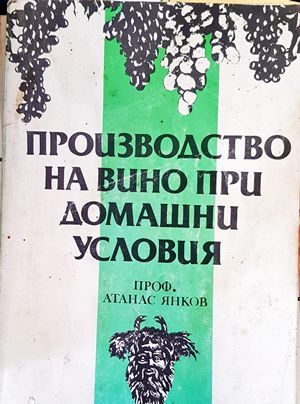 ПРОИЗВОДСТВО
НА ВИНО ПРИ
ДОМАШНИ
УСЛОВИЯ
ПРОФ.
АТАНАС ЯНКОВ